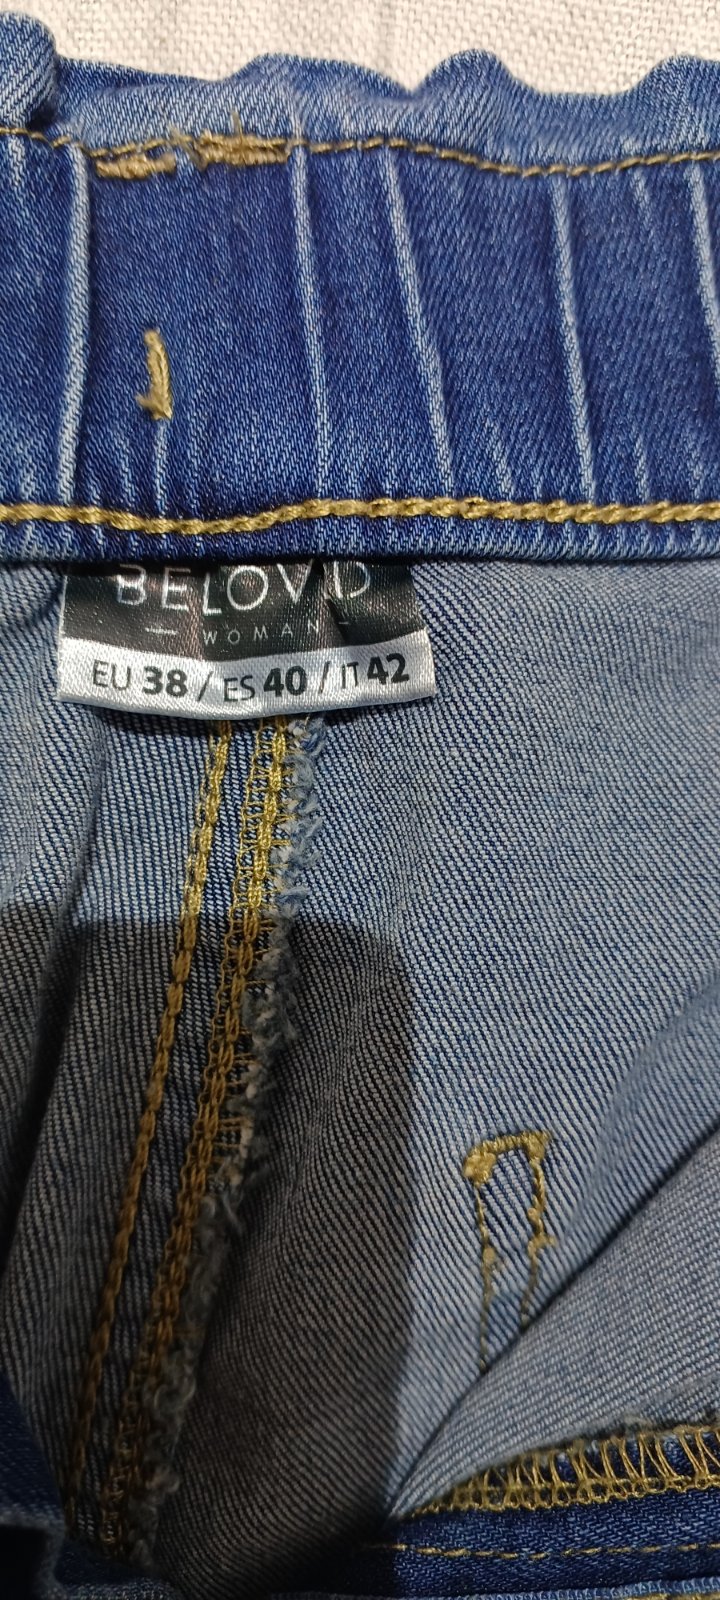 BELOVD
— WOMAN —
EU 38 / ES 40 / IT 42